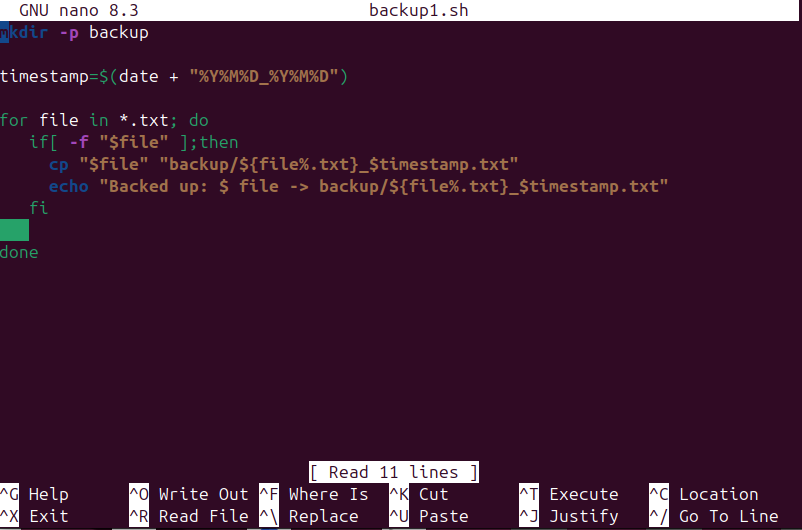 GNU nano 8.3 backup1.sh
mkdir -p backup
timestamp=$(date + "%Y%M%D_%Y%M%D")
for file in *.txt; do
if[ -f "$file" ];then
cp "$file" "backup/${file%.txt}_$timestamp.txt"
echo "Backed up: $ file -> backup/${file%.txt}_$timestamp.txt"
fi
done
[ Read 11 lines ]
^G Help ^O Write Out ^F Where Is ^K Cut ^T Execute ^C Location
^X Exit ^R Read File ^\ Replace ^U Paste ^J Justify ^/ Go To Line